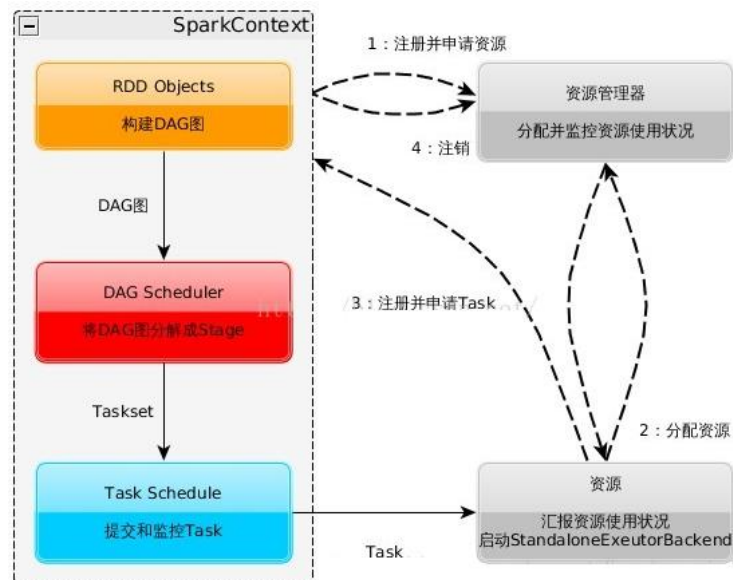 SparkContext
1：注册并申请资源
RDD Objects
构建DAG图
资源管理器
分配并监控资源使用状况
4：注销
DAG图
DAG Scheduler
将DAG图分解成Stage
3：注册并申请Task
Taskset
2：分配资源
Task Schedule
提交和监控Task
资源
汇报资源使用状况
启动StandaloneExeutorBackend
Task